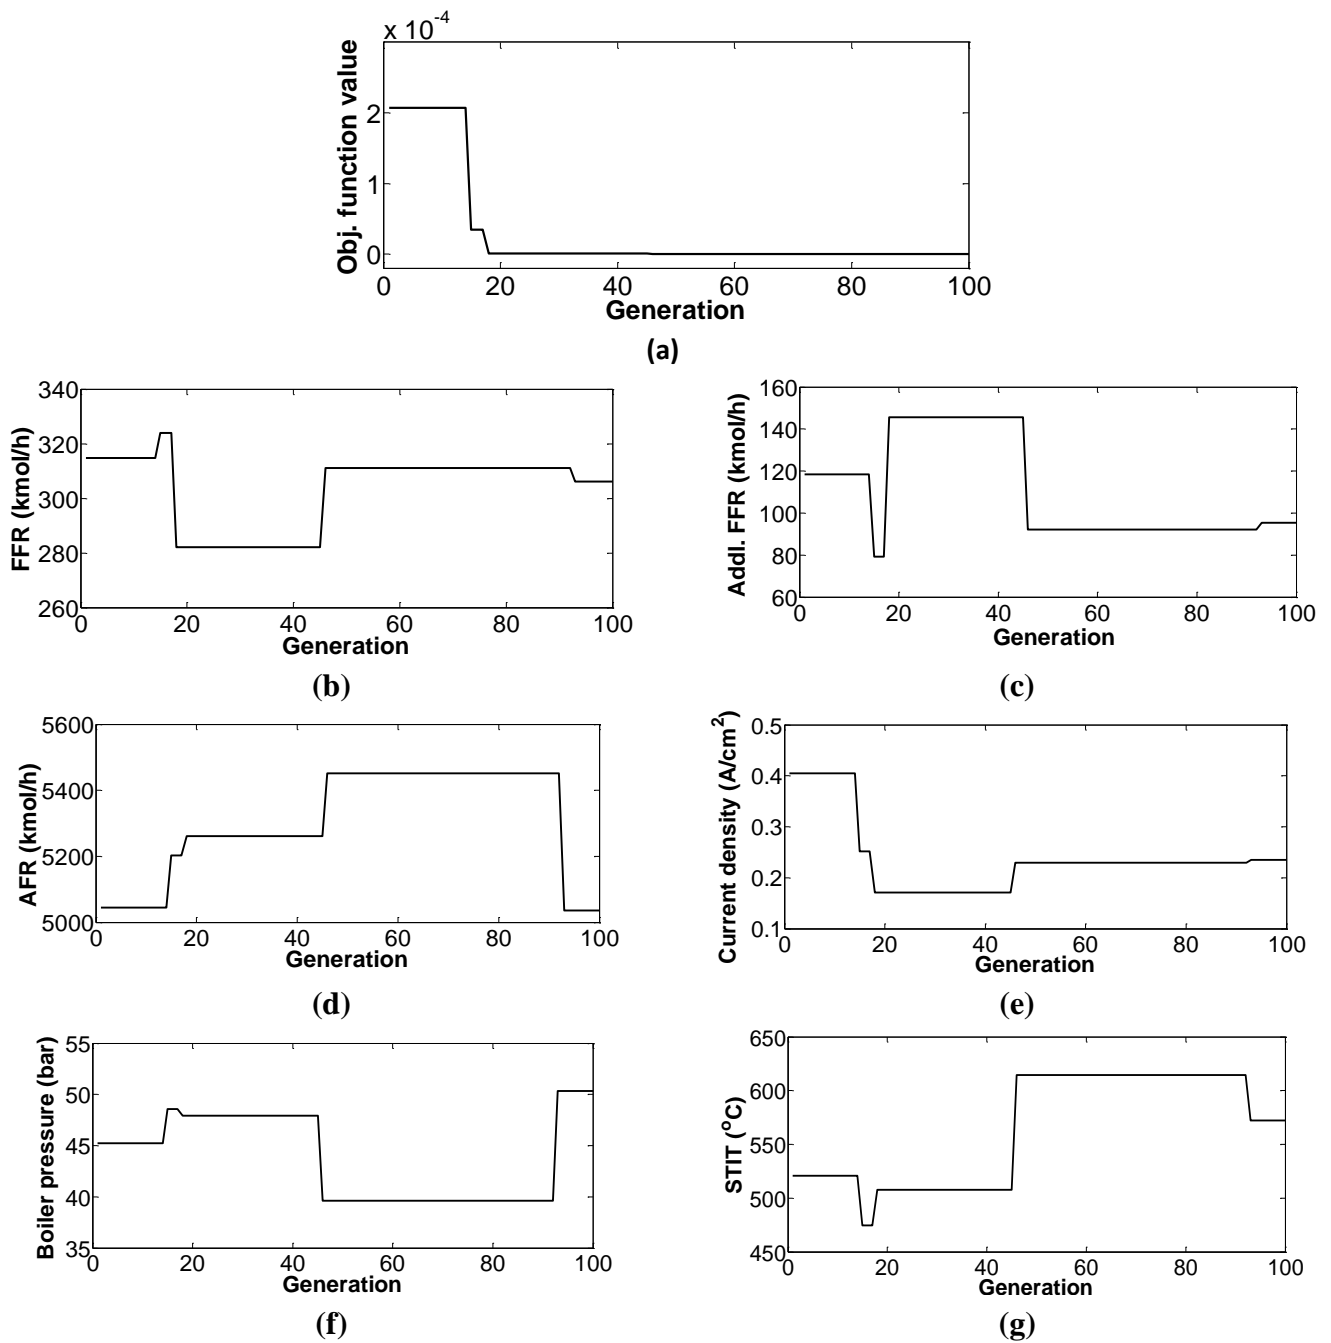 x 10-4
2
1
0
Obj. function value
0 20 40 60 80 100
Generation
(a)
340
320
300
280
260
FFR (kmol/h)
0 20 40 60 80 100
Generation
(b)
160
140
120
100
80
60
Addl. FFR (kmol/h)
0 20 40 60 80 100
Generation
(c)
5600
5400
5200
5000
AFR (kmol/h)
0 20 40 60 80 100
Generation
(d)
0.5
0.4
0.3
0.2
0.1
Current density (A/cm2)
0 20 40 60 80 100
Generation
(e)
55
50
45
40
35
Boiler pressure (bar)
0 20 40 60 80 100
Generation
(f)
650
600
550
500
450
STIT (oC)
0 20 40 60 80 100
Generation
(g)